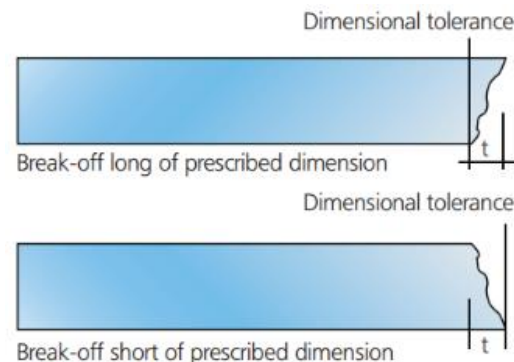 Dimensional tolerance
t
Break-off long of prescribed dimension
Dimensional tolerance
t
Break-off short of prescribed dimension